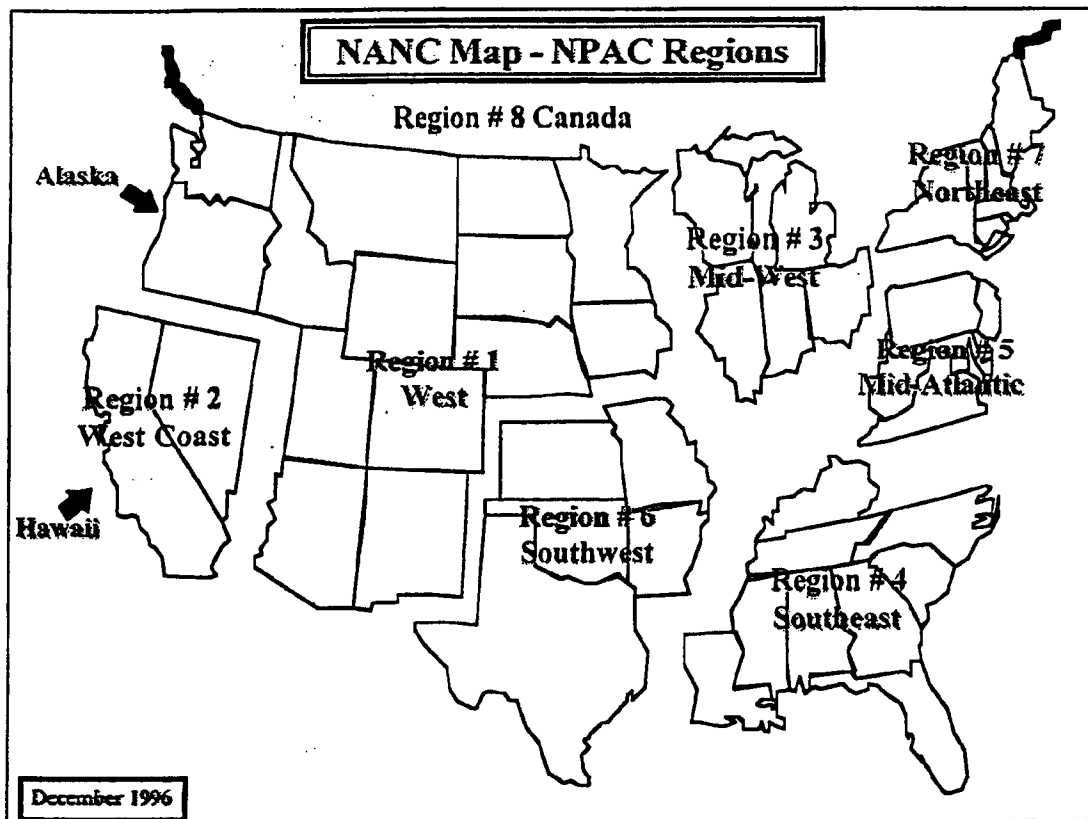 NANC Map - NPAC Regions
Region # 8 Canada
Alaska
Region # 7
Northeast
Region # 3
Mid-West
Region # 1
West
Region # 5
Mid-Atlantic
Region # 2
West Coast
Hawaii
Region # 6
Southwest
Region # 4
Southeast
December 1996